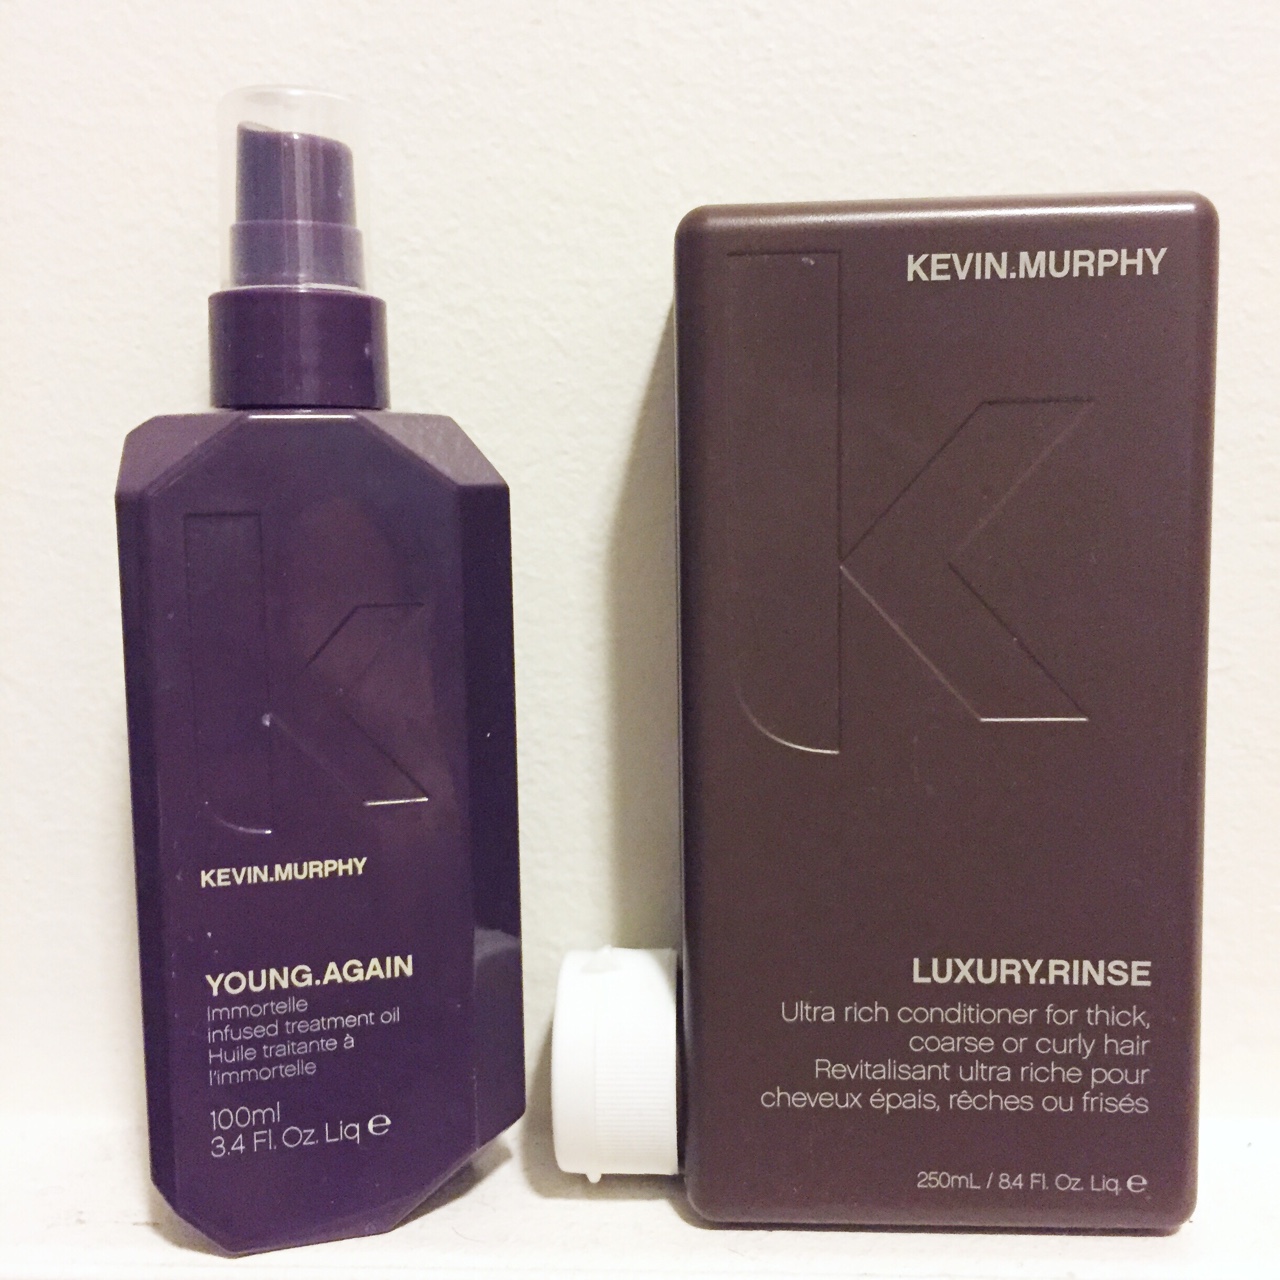 KEVIN.MURPHY
YOUNG.AGAIN
Immortelle
infused treatment oil
Huile traitante à
l'immortelle
100ml
3.4 Fl. Oz. Liq ℮
KEVIN.MURPHY
LUXURY.RINSE
Ultra rich conditioner for thick,
coarse or curly hair
Revitalisant ultra riche pour
cheveux épais, rêches ou frisés
250mL / 8.4 Fl. Oz. Liq. ℮